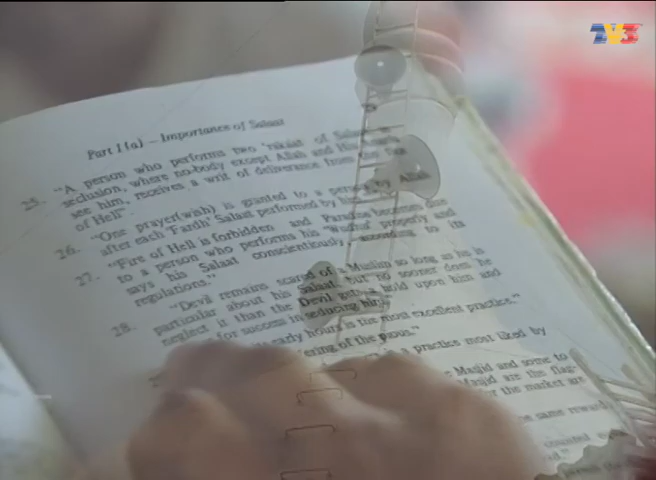 TV3
Part I(a) – Importance of Salaat
25. "A person who performs two 'rakaat of Salaat in
seclusion, where no-body except Allah and His
see him, receives a writ of deliverance from the
of Hell".
26. "One prayer(wish) is granted to a person by Allah
after each 'Fardh' Salaat performed by him
27. "Fire of Hell is forbidden and Paradise becomes due
to a person who performs his 'Wudhu' properly and
says his Salaat conscientiously according to its
regulations."
28. "Devil remains scared of a Muslim so long as he is
particular about his salaat but no sooner does he
neglect it than the Devil gets a hold upon him and
for success in seducing him
early hours is the most excellent practice."
ering of the pious."
practice most liked by
Masjid and some to
Masjid are the flag-
for the market are
same reward